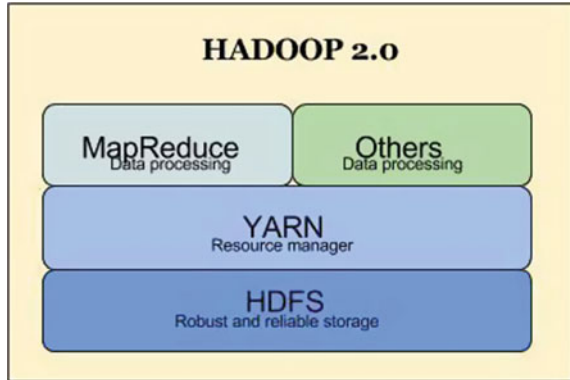 HADOOP 2.0
MapReduce
Data processing
Others
Data processing
YARN
Resource manager
HDFS
Robust and reliable storage